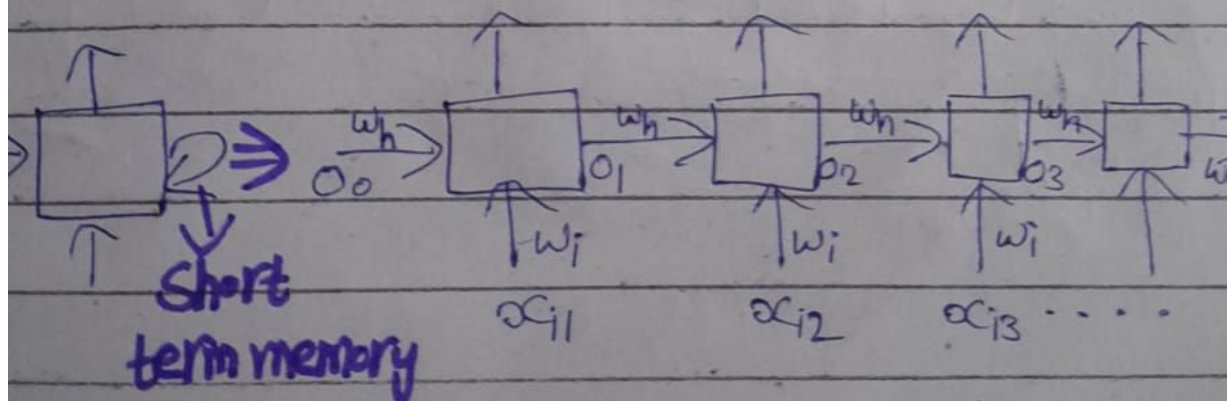 wh wh wh wh
O0 O1 O2 O3
wi wi wi
Short
term memory
xi1 xi2 xi3 ....